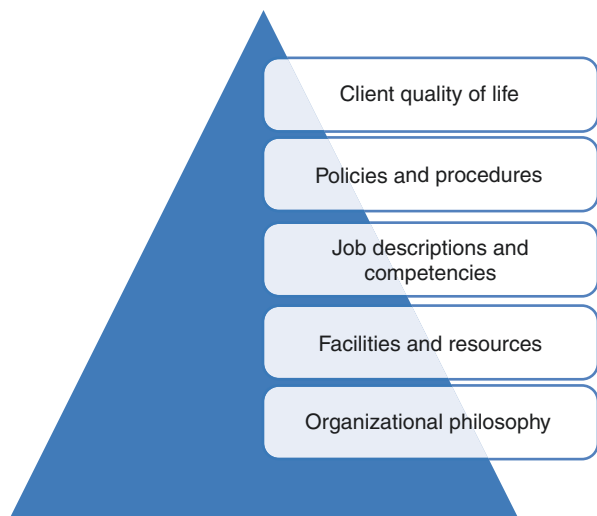 Client quality of life
Policies and procedures
Job descriptions and
competencies
Facilities and resources
Organizational philosophy